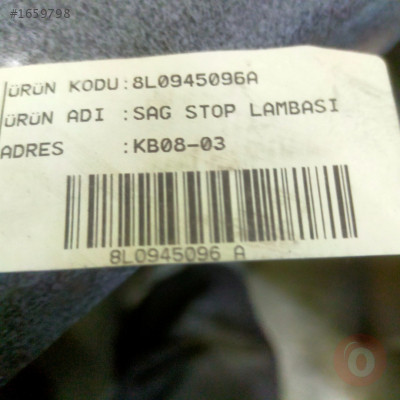 #1659798
ÜRÜN KODU:8L0945096A
ÜRÜN ADI :SAG STOP LAMBASI
ADRES :KB08-03
8L0945096 A